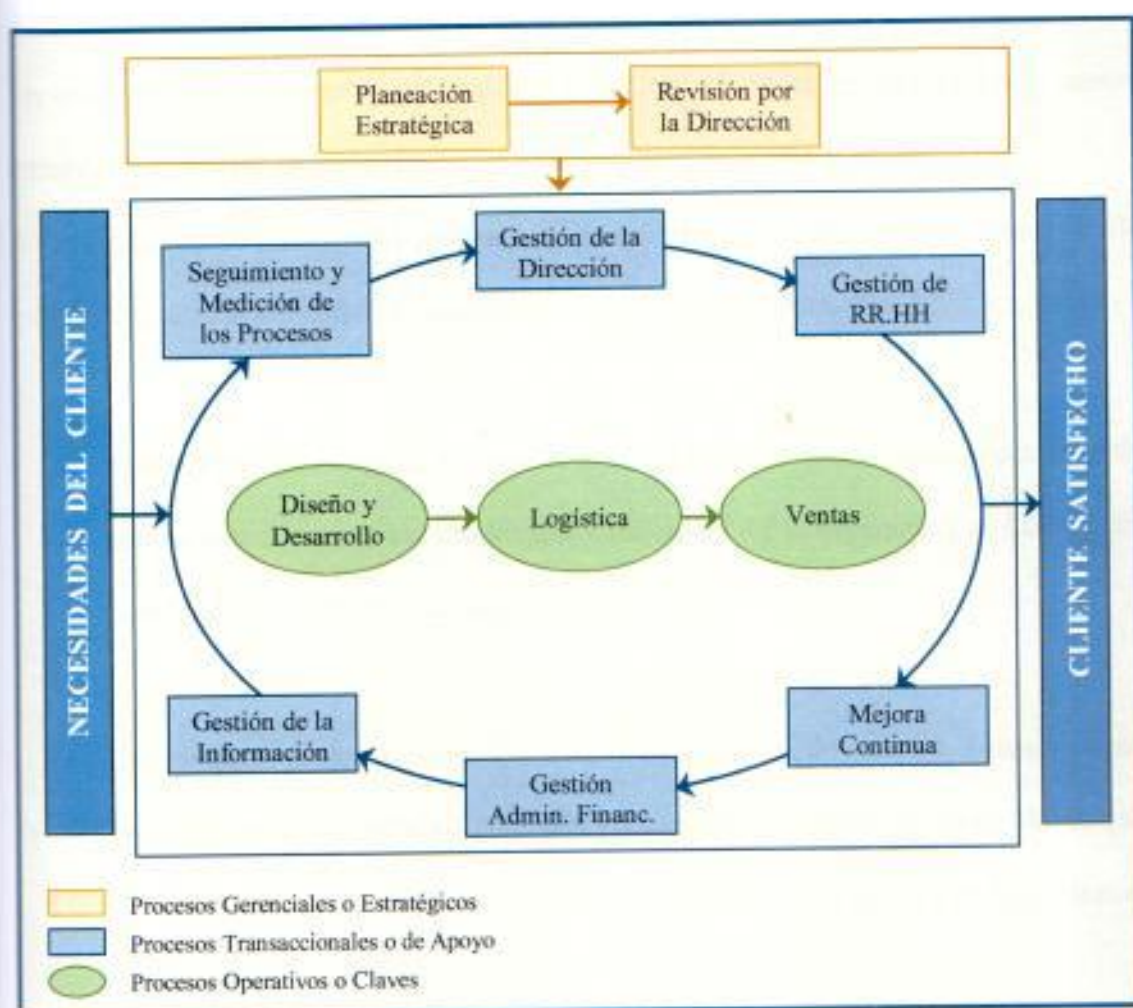 Planeación
Estratégica
Revisión por
la Dirección
NECESIDADES DEL CLIENTE
Seguimiento y
Medición de
los Procesos
Gestión de la
Dirección
Gestión de
RR.HH
Diseño y
Desarrollo
Logística
Ventas
Gestión de la
Información
Gestión
Admin. Financ.
Mejora
Continua
CLIENTE SATISFECHO
Procesos Gerenciales o Estratégicos
Procesos Transaccionales o de Apoyo
Procesos Operativos o Claves